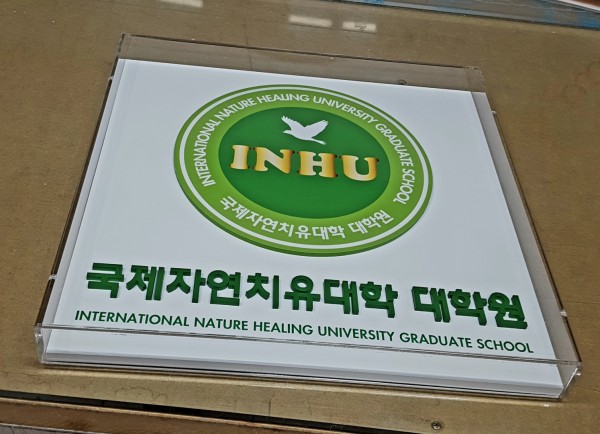 INTERNATIONAL NATURE HEALING UNIVERSITY GRADUATE SCHOOL
INHU
국제자연치유대학 대학원
국제자연치유대학 대학원
INTERNATIONAL NATURE HEALING UNIVERSITY GRADUATE SCHOOL